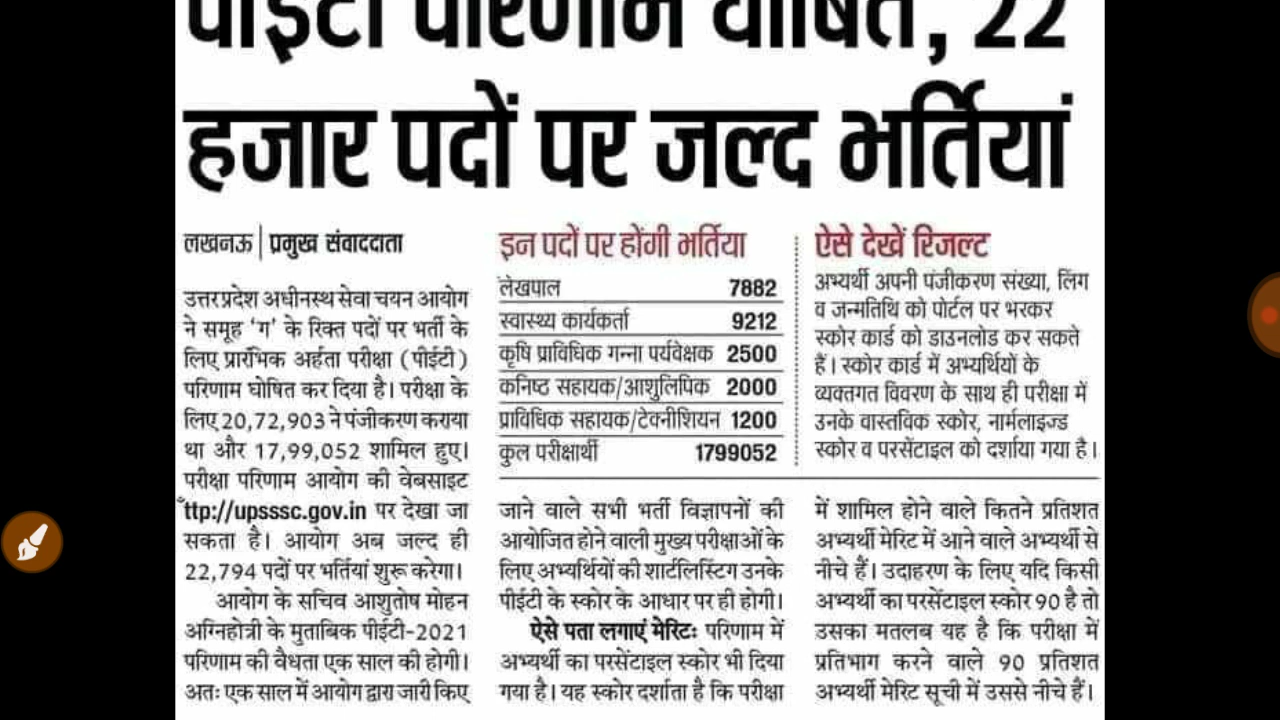 पीईटी परिणाम घोषित, 22
हजार पदों पर जल्द भर्तियां
लखनऊ | प्रमुख संवाददाता
उत्तर प्रदेश अधीनस्थ सेवा चयन आयोग
ने समूह ‘ग’ के रिक्त पदों पर भर्ती के
लिए प्रारंभिक अर्हता परीक्षा (पीईटी)
परिणाम घोषित कर दिया है। परीक्षा के
लिए 20,72,903 ने पंजीकरण कराया
था और 17,99,052 शामिल हुए।
परीक्षा परिणाम आयोग की वेबसाइट
ttp://upsssc.gov.in पर देखा जा
सकता है। आयोग अब जल्द ही
22,794 पदों पर भर्तियां शुरू करेगा।
आयोग के सचिव आशुतोष मोहन
अग्निहोत्री के मुताबिक पीईटी-2021
परिणाम की वैधता एक साल की होगी।
अतः एक साल में आयोग द्वारा जारी किए
इन पदों पर होंगी भर्तिया
लेखपाल 7882
स्वास्थ्य कार्यकर्ता 9212
कृषि प्राविधिक गन्ना पर्यवेक्षक 2500
कनिष्ठ सहायक/आशुलिपिक 2000
प्राविधिक सहायक/टेक्नीशियन 1200
कुल परीक्षार्थी 1799052
ऐसे देखें रिजल्ट
अभ्यर्थी अपनी पंजीकरण संख्या, लिंग
व जन्मतिथि को पोर्टल पर भरकर
स्कोर कार्ड को डाउनलोड कर सकते
हैं। स्कोर कार्ड में अभ्यर्थियों के
व्यक्तगत विवरण के साथ ही परीक्षा में
उनके वास्तविक स्कोर, नार्मलाइज्ड
स्कोर व परसेंटाइल को दर्शाया गया है।
जाने वाले सभी भर्ती विज्ञापनों की
आयोजित होने वाली मुख्य परीक्षाओं के
लिए अभ्यर्थियों की शार्टलिस्टिंग उनके
पीईटी के स्कोर के आधार पर ही होगी।
ऐसे पता लगाएं मेरिटः परिणाम में
अभ्यर्थी का परसेंटाइल स्कोर भी दिया
गया है। यह स्कोर दर्शाता है कि परीक्षा
में शामिल होने वाले कितने प्रतिशत
अभ्यर्थी मेरिट में आने वाले अभ्यर्थी से
नीचे हैं। उदाहरण के लिए यदि किसी
अभ्यर्थी का परसेंटाइल स्कोर 90 है तो
उसका मतलब यह है कि परीक्षा में
प्रतिभाग करने वाले 90 प्रतिशत
अभ्यर्थी मेरिट सूची में उससे नीचे हैं।